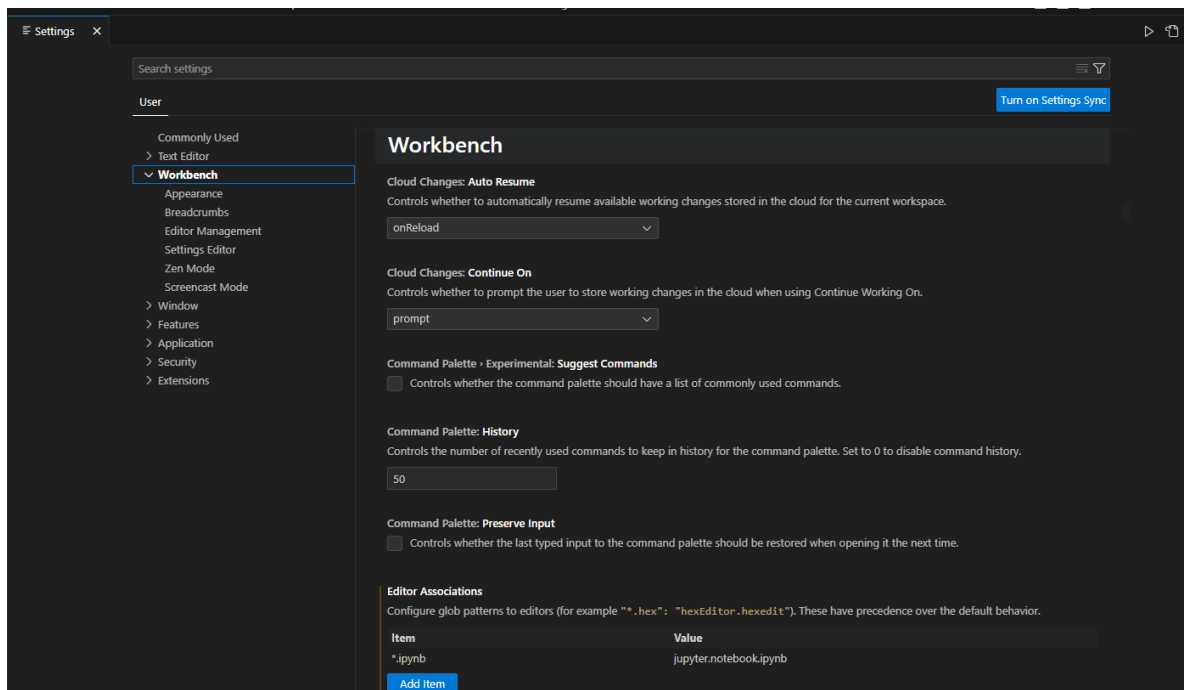 Settings
Search settings
User
Turn on Settings Sync
Commonly Used
Text Editor
Workbench
Appearance
Breadcrumbs
Editor Management
Settings Editor
Zen Mode
Screencast Mode
Window
Features
Application
Security
Extensions
Workbench
Cloud Changes: Auto Resume
Controls whether to automatically resume available working changes stored in the cloud for the current workspace.
onReload
Cloud Changes: Continue On
Controls whether to prompt the user to store working changes in the cloud when using Continue Working On.
prompt
Command Palette › Experimental: Suggest Commands
Controls whether the command palette should have a list of commonly used commands.
Command Palette: History
Controls the number of recently used commands to keep in history for the command palette. Set to 0 to disable command history.
50
Command Palette: Preserve Input
Controls whether the last typed input to the command palette should be restored when opening it the next time.
Editor Associations
Configure glob patterns to editors (for example "*.hex": "hexEditor.hexedit"). These have precedence over the default behavior.
Item Value
*.ipynb jupyter.notebook.ipynb
Add Item